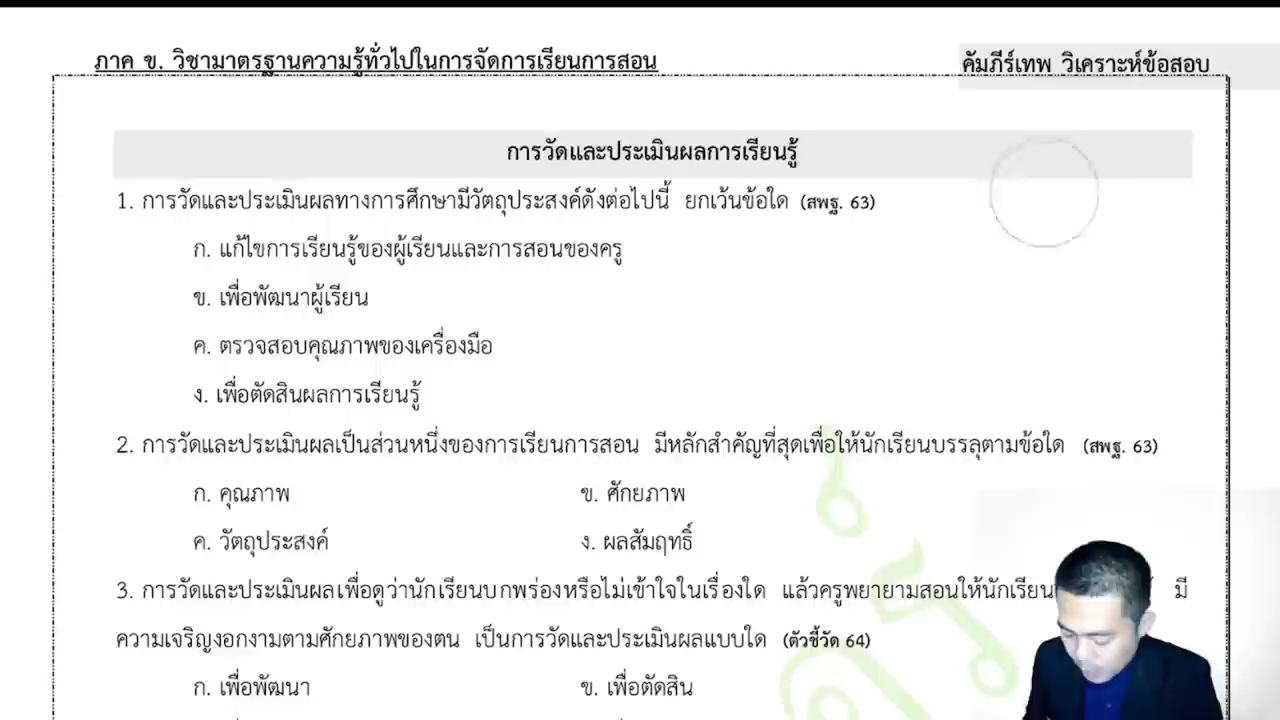 ภาค ข. วิชามาตรฐานความรู้ทั่วไปในการจัดการเรียนการสอน
คัมภีร์เทพ วิเคราะห์ข้อสอบ
การวัดและประเมินผลการเรียนรู้
1. การวัดและประเมินผลทางการศึกษามีวัตถุประสงค์ดังต่อไปนี้ ยกเว้นข้อใด (สพฐ. 63)
ก. แก้ไขการเรียนรู้ของผู้เรียนและการสอนของครู
ข. เพื่อพัฒนาผู้เรียน
ค. ตรวจสอบคุณภาพของเครื่องมือ
ง. เพื่อตัดสินผลการเรียนรู้
2. การวัดและประเมินผลเป็นส่วนหนึ่งของการเรียนการสอน มีหลักสำคัญที่สุดเพื่อให้นักเรียนบรรลุตามข้อใด (สพฐ. 63)
ก. คุณภาพ ข. ศักยภาพ
ค. วัตถุประสงค์ ง. ผลสัมฤทธิ์
3. การวัดและประเมินผลเพื่อดูว่านักเรียนบกพร่องหรือไม่เข้าใจในเรื่องใด แล้วครูพยายามสอนให้นักเรียน มี
ความเจริญงอกงามตามศักยภาพของตน เป็นการวัดและประเมินผลแบบใด (ตัวชี้วัด 64)
ก. เพื่อพัฒนา ข. เพื่อตัดสิน